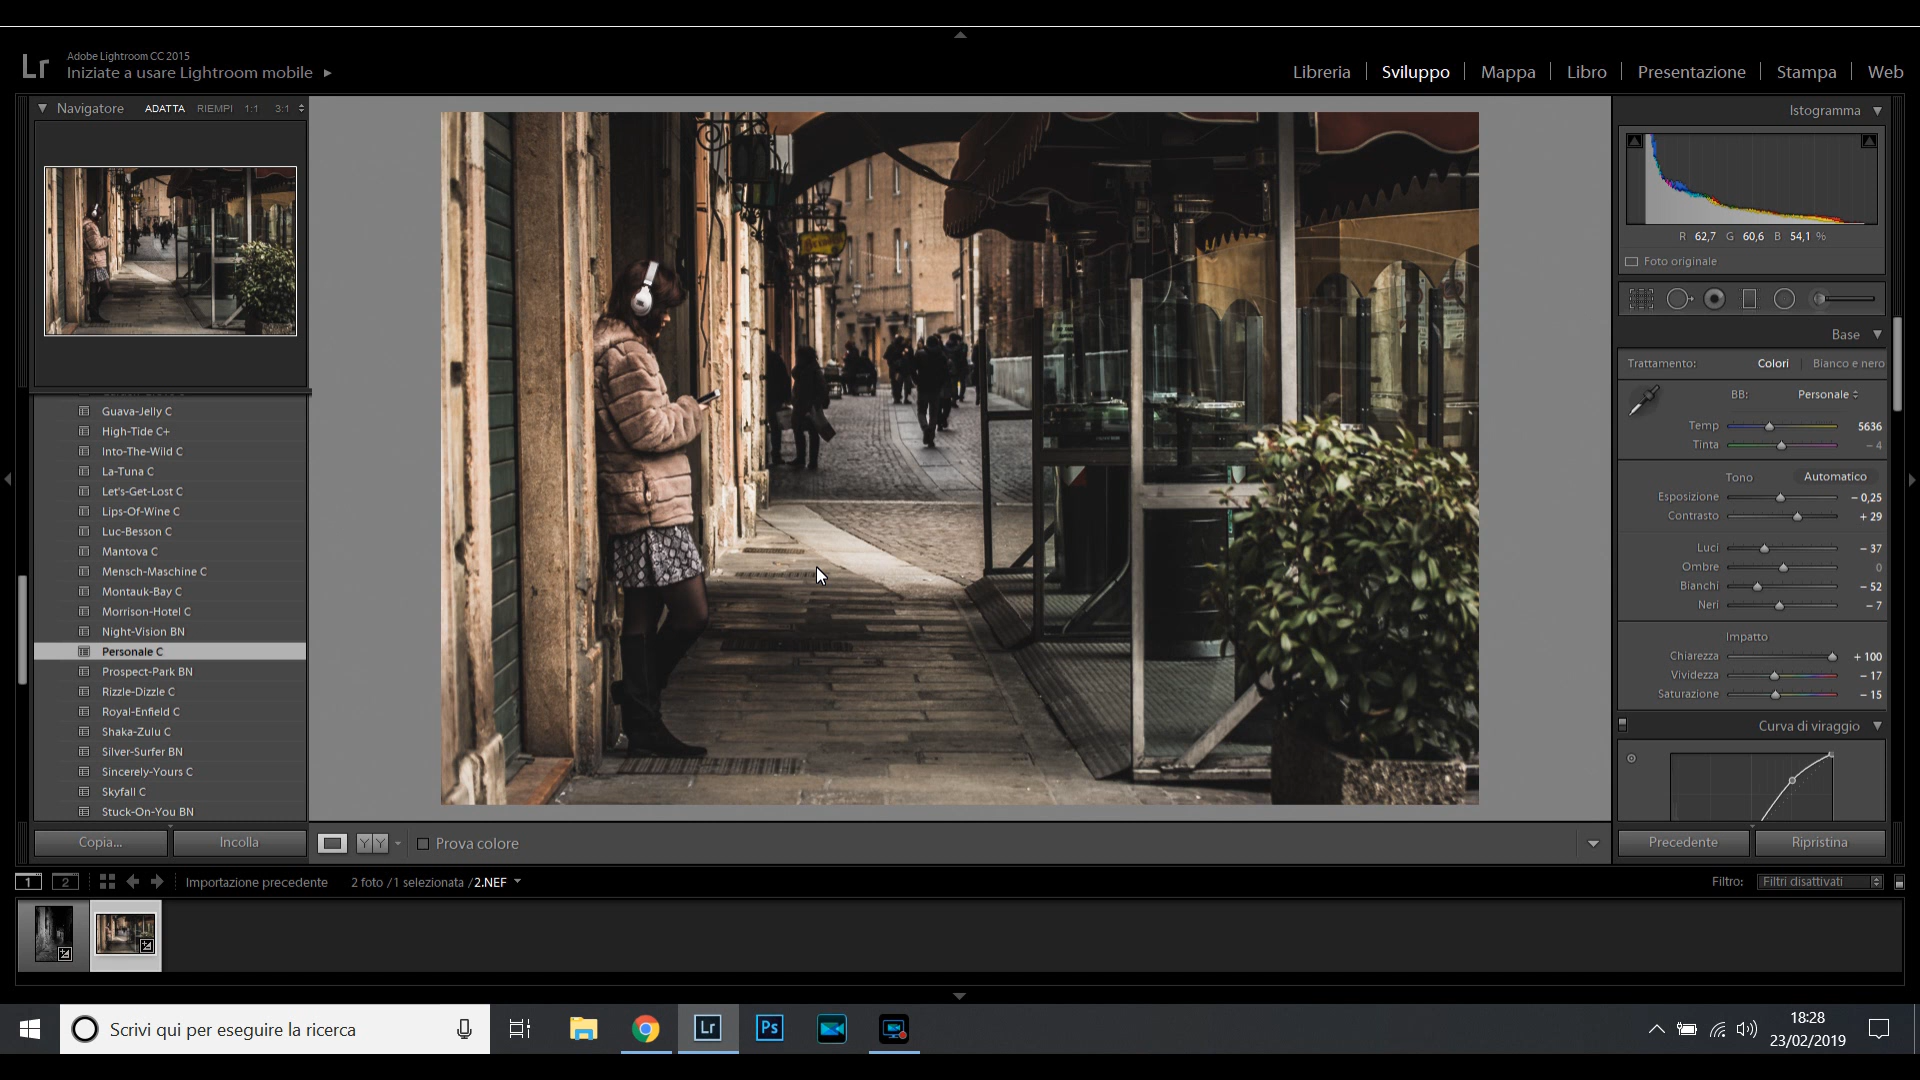 Lr
Adobe Lightroom CC 2015
Iniziate a usare Lightroom mobile
Libreria
Sviluppo
Mappa
Libro
Presentazione
Stampa
Web
Navigatore ADATTA RIEMPI 1:1 3:1
Guava-Jelly C
High-Tide C+
Into-The-Wild C
La-Tuna C
Let's-Get-Lost C
Lips-Of-Wine C
Luc-Besson C
Mantova C
Mensch-Maschine C
Montauk-Bay C
Morrison-Hotel C
Night-Vision BN
Personale C
Prospect-Park BN
Rizzle-Dizzle C
Royal-Enfield C
Shaka-Zulu C
Silver-Surfer BN
Sincerely-Yours C
Skyfall C
Stuck-On-You BN
Copia... Incolla
YY
Prova colore
Istogramma
R 62,7 G 60,6 B 54,1 %
Foto originale
Base
Trattamento: Colori Bianco e nero
BB: Personale
Temp 5636
Tinta – 4
Tono Automatico
Esposizione – 0,25
Contrasto + 29
Luci – 37
Ombre 0
Bianchi – 52
Neri – 7
Impatto
Chiarezza + 100
Vividezza – 17
Saturazione – 15
Curva di viraggio
Precedente Ripristina
1 2 Importazione precedente 2 foto /1 selezionata /2.NEF
Filtro: Filtri disattivati
Scrivi qui per eseguire la ricerca
Lr
Ps
18:28
23/02/2019